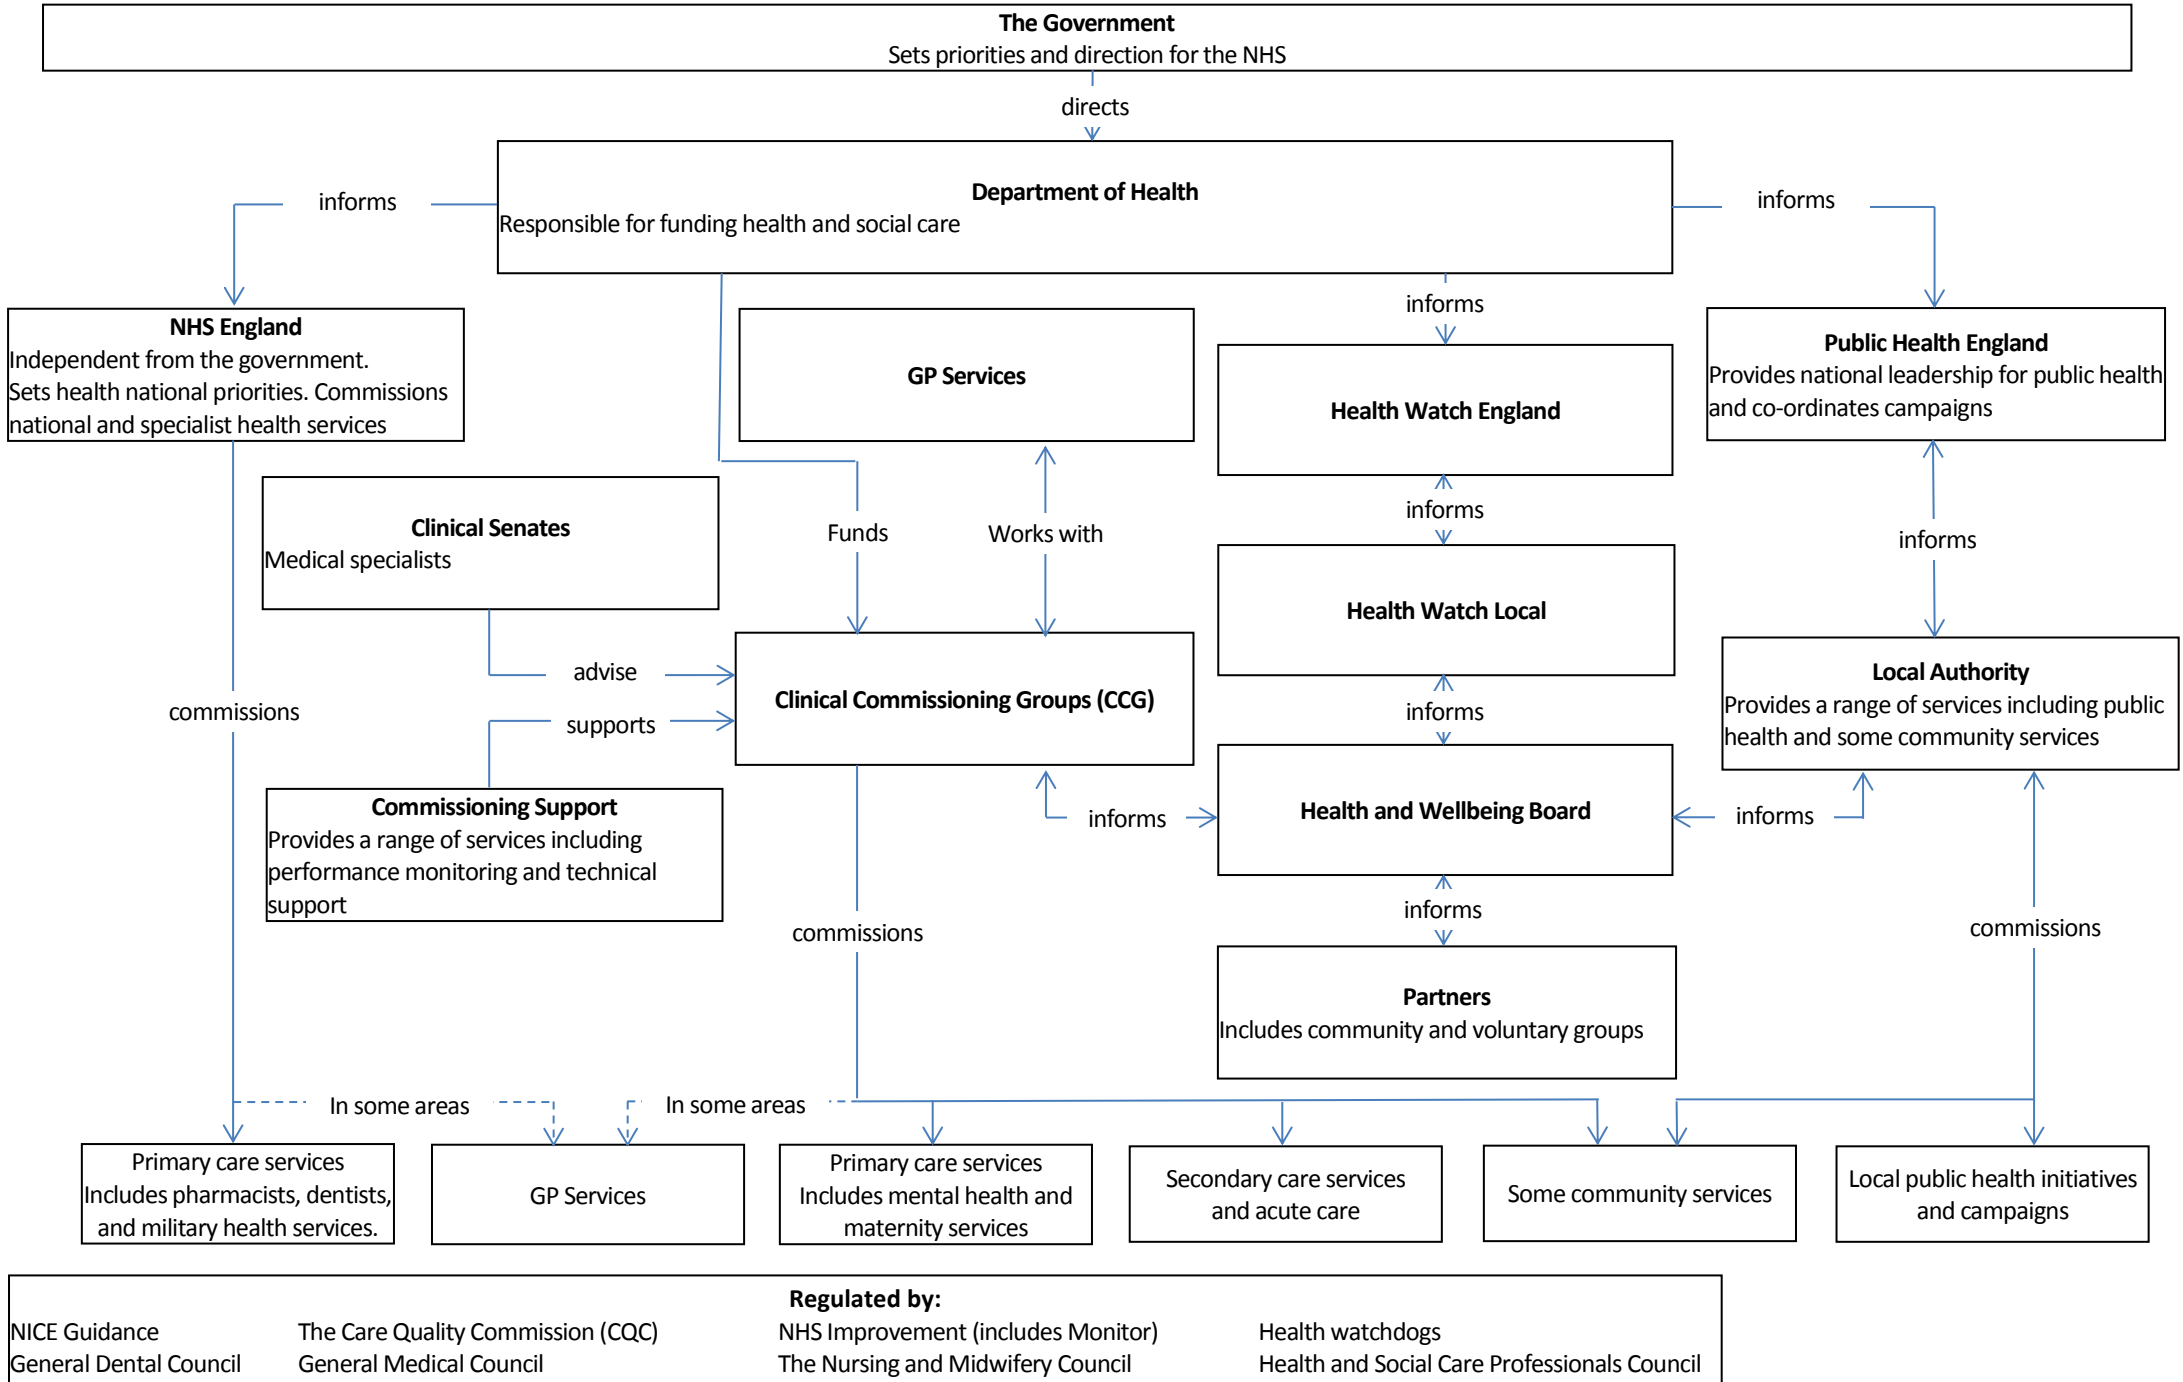 The Government
Sets priorities and direction for the NHS
directs
Department of Health
Responsible for funding health and social care
informs
informs
informs
NHS England
Independent from the government.
Sets health national priorities. Commissions
national and specialist health services
GP Services
Health Watch England
Public Health England
Provides national leadership for public health
and co-ordinates campaigns
Clinical Senates
Medical specialists
Funds
Works with
informs
informs
Health Watch Local
advise
Clinical Commissioning Groups (CCG)
Local Authority
Provides a range of services including public
health and some community services
commissions
supports
informs
Commissioning Support
Provides a range of services including
performance monitoring and technical
support
informs
Health and Wellbeing Board
informs
commissions
informs
commissions
Partners
Includes community and voluntary groups
In some areas
In some areas
Primary care services
Includes pharmacists, dentists,
and military health services.
GP Services
Primary care services
Includes mental health and
maternity services
Secondary care services
and acute care
Some community services
Local public health initiatives
and campaigns
Regulated by:
NICE Guidance The Care Quality Commission (CQC) NHS Improvement (includes Monitor) Health watchdogs
General Dental Council General Medical Council The Nursing and Midwifery Council Health and Social Care Professionals Council